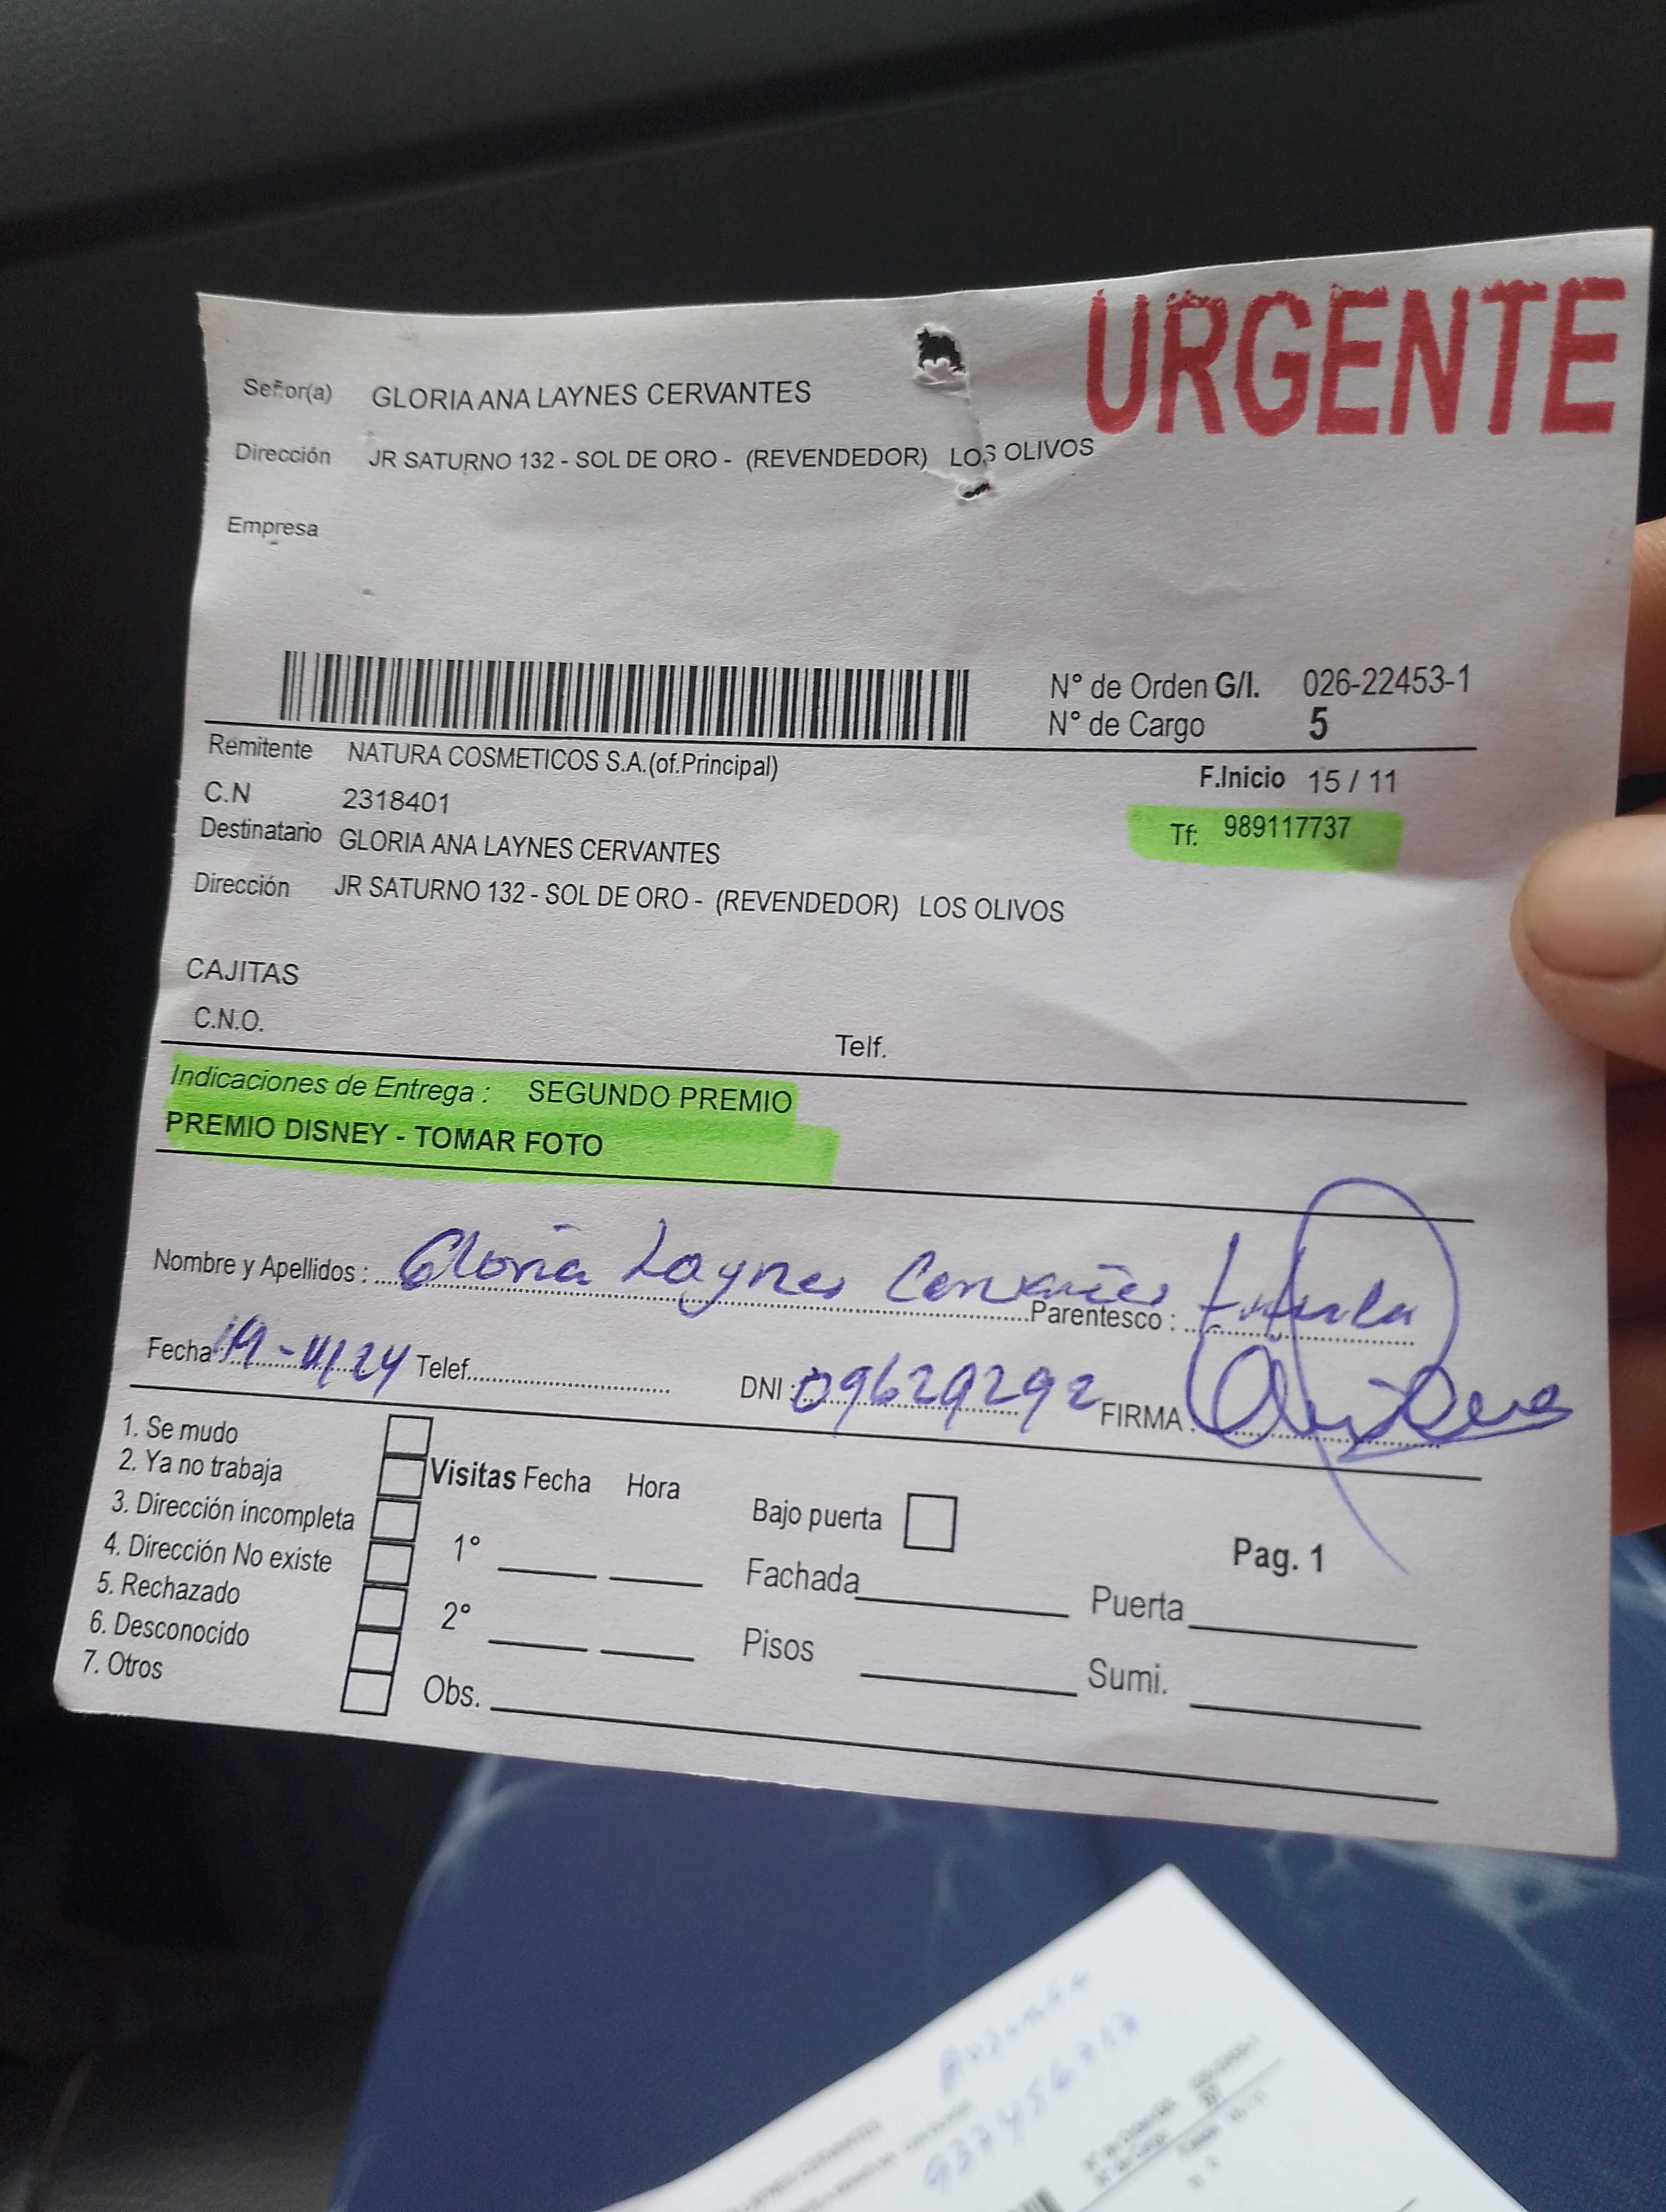 URGENTE
Señor(a) GLORIA ANA LAYNES CERVANTES
Dirección JR SATURNO 132 - SOL DE ORO - (REVENDEDOR) LOS OLIVOS
Empresa
N° de Orden G/I. 026-22453-1
N° de Cargo 5
Remitente NATURA COSMETICOS S.A.(of.Principal)
F.Inicio 15 / 11
C.N 2318401
Tf: 989117737
Destinatario GLORIA ANA LAYNES CERVANTES
Dirección JR SATURNO 132 - SOL DE ORO - (REVENDEDOR) LOS OLIVOS
CAJITAS
C.N.O. Telf.
Indicaciones de Entrega : SEGUNDO PREMIO
PREMIO DISNEY - TOMAR FOTO
Nombre y Apellidos : Gloria Laynes Cervantes Parentesco :
Fecha: 19-11/24 Telef. DNI : 09629292 FIRMA :
1. Se mudo
2. Ya no trabaja
3. Dirección incompleta
4. Dirección No existe
5. Rechazado
6. Desconocido
7. Otros
Visitas Fecha Hora
1°
2°
Obs.
Bajo puerta
Fachada
Pisos
Pag. 1
Puerta
Sumi.